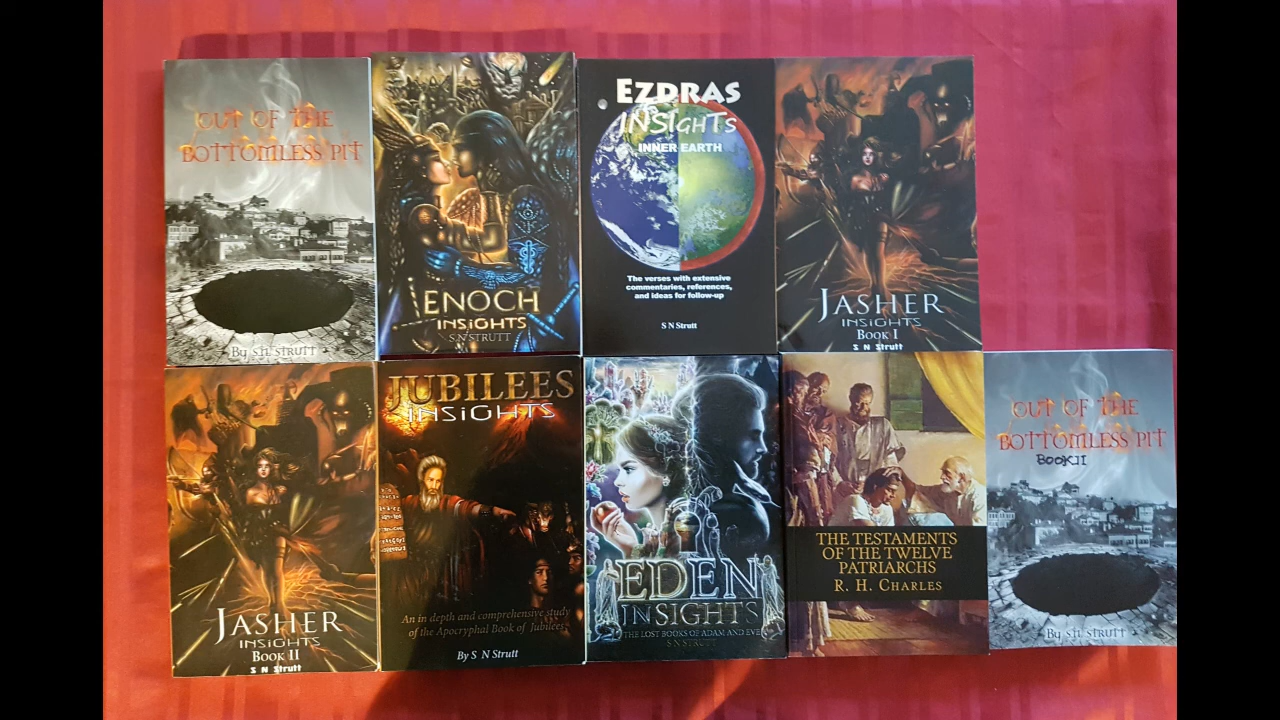 OUT OF THE
BOTTOMLESS PIT
By S.N. STRUTT
ENOCH
INSIGHTS
S.N STRUTT
EZDRAS
INSIGHTS
INNER EARTH
The verses with extensive
commentaries, references,
and ideas for follow-up
S N Strutt
JASHER
INSIGHTS
BOOK I
S N Strutt
JASHER
INSIGHTS
BOOK II
S N Strutt
JUBILEES
INSIGHTS
An in depth and comprehensive study
of the Apocryphal Book of Jubilees
By S N Strutt
EDEN
INSIGHTS
THE LOST BOOKS OF ADAM AND EVE
S N STRUTT
THE TESTAMENTS
OF THE TWELVE
PATRIARCHS
R. H. CHARLES
OUT OF THE
BOTTOMLESS PIT
BOOK II
By S.N. STRUTT